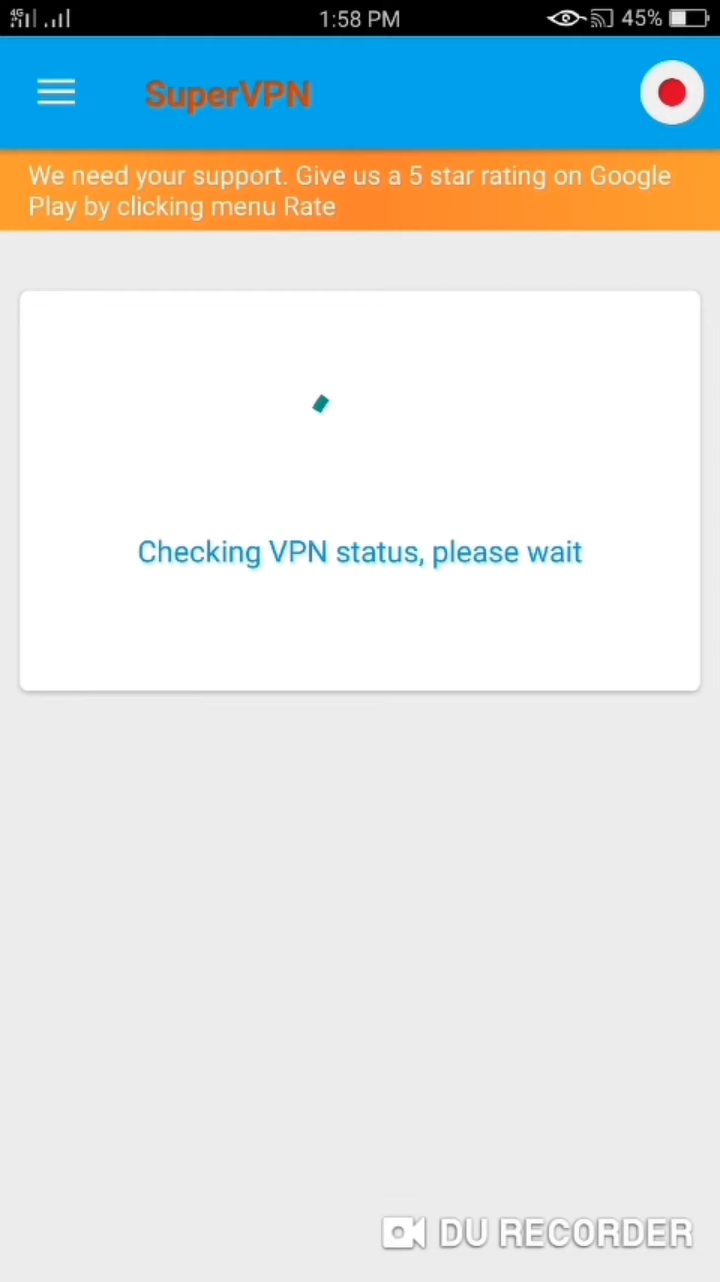 4G 1:58 PM 45%
SuperVPN
We need your support. Give us a 5 star rating on Google
Play by clicking menu Rate
Checking VPN status, please wait
DU RECORDER